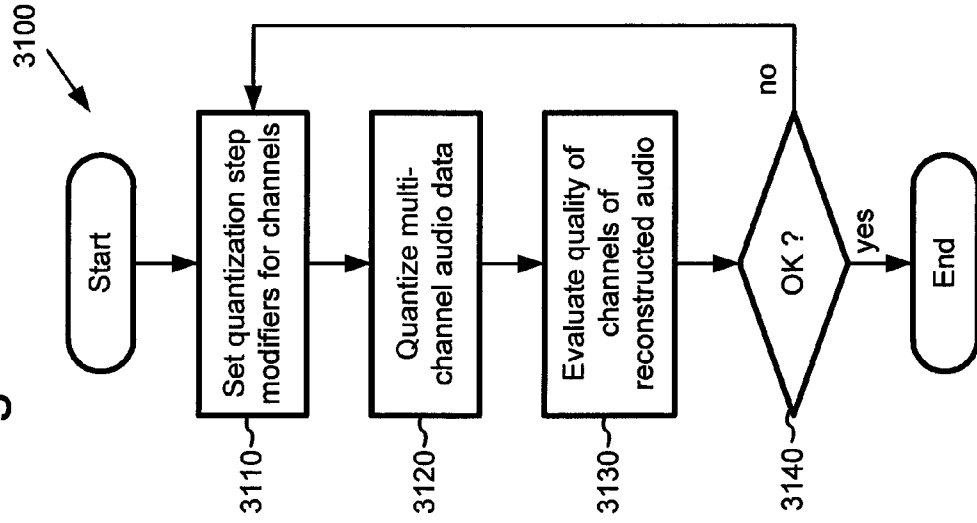 3100
Start
Set quantization step
modifiers for channels
3110
Quantize multi-
channel audio data
3120
Evaluate quality of
channels of
reconstructed audio
3130
OK ?
no
3140
yes
End